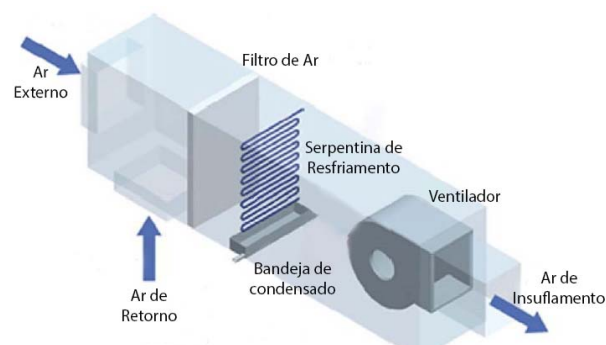 Ar
Externo
Filtro de Ar
Serpentina de
Resfriamento
Ventilador
Bandeja de
condensado
Ar de
Retorno
Ar de
Insuflamento